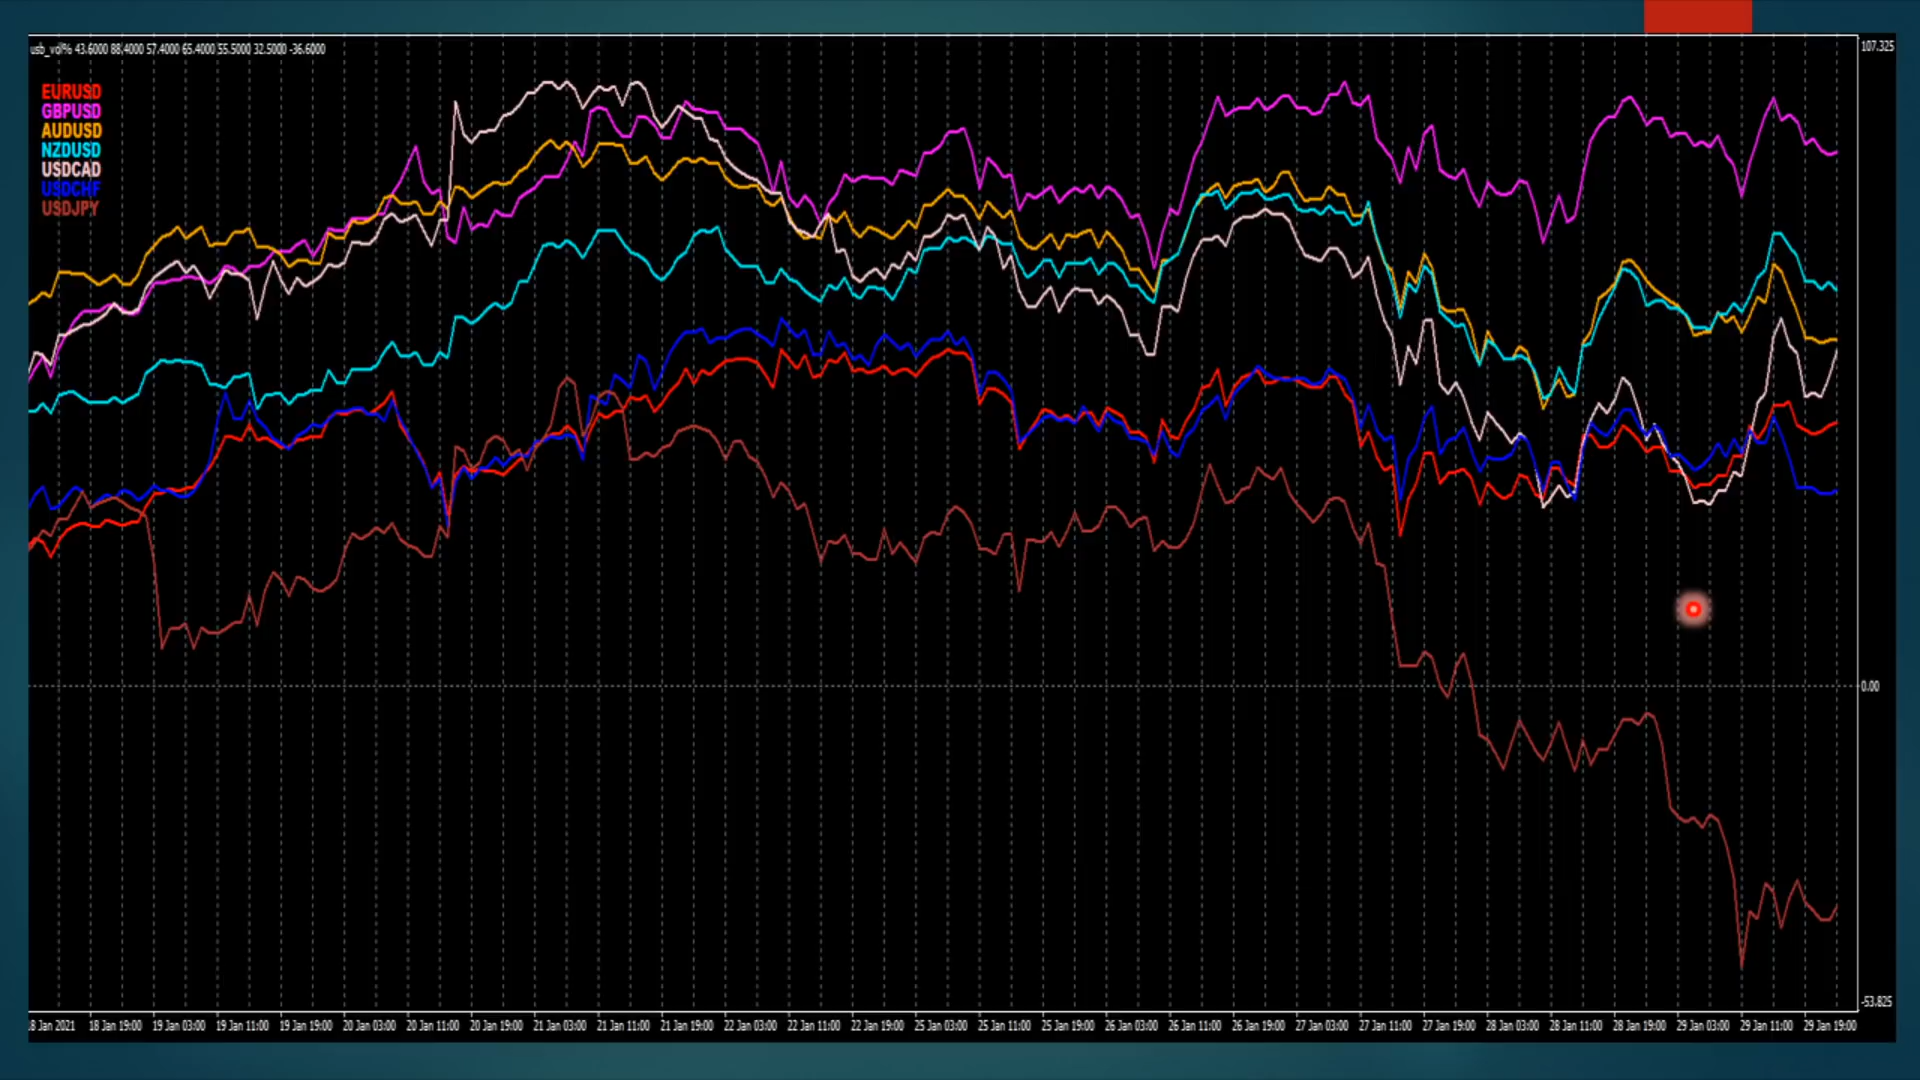 usb_vol% 43.6000 88.4000 57.4000 65.4000 55.5000 32.5000 -36.6000
107.325
EURUSD
GBPUSD
AUDUSD
NZDUSD
USDCAD
USDCHF
USDJPY
0.00
-53.825
8 Jan 2021 18 Jan 19:00 19 Jan 03:00 19 Jan 11:00 19 Jan 19:00 20 Jan 03:00 20 Jan 11:00 20 Jan 19:00 21 Jan 03:00 21 Jan 11:00 21 Jan 19:00 22 Jan 03:00 22 Jan 11:00 22 Jan 19:00 25 Jan 03:00 25 Jan 11:00 25 Jan 19:00 26 Jan 03:00 26 Jan 11:00 26 Jan 19:00 27 Jan 03:00 27 Jan 11:00 27 Jan 19:00 28 Jan 03:00 28 Jan 11:00 28 Jan 19:00 29 Jan 03:00 29 Jan 11:00 29 Jan 19:00